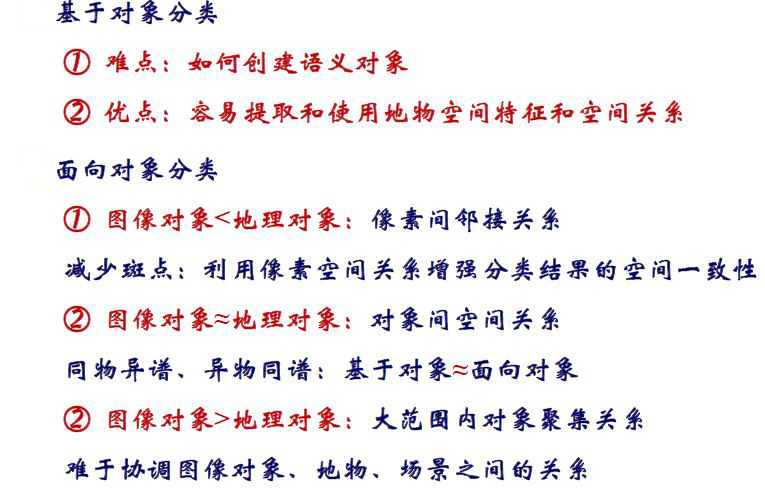 基于对象分类
① 难点：如何创建语义对象
② 优点：容易提取和使用地物空间特征和空间关系
面向对象分类
① 图像对象<地理对象：像素间邻接关系
减少斑点：利用像素空间关系增强分类结果的空间一致性
② 图像对象≈地理对象：对象间空间关系
同物异谱、异物同谱：基于对象≈面向对象
② 图像对象>地理对象：大范围内对象聚集关系
难于协调图像对象、地物、场景之间的关系